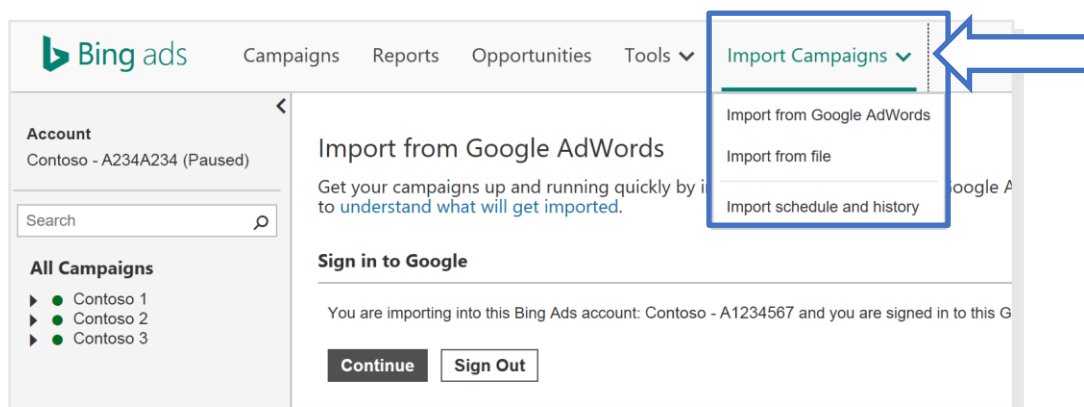 Bing ads Campaigns Reports Opportunities Tools Import Campaigns
Import from Google AdWords
Import from file
Import schedule and history
Account
Contoso - A234A234 (Paused)
Search
All Campaigns
Contoso 1
Contoso 2
Contoso 3
Import from Google AdWords
Get your campaigns up and running quickly by
to understand what will get imported.
Sign in to Google
You are importing into this Bing Ads account: Contoso - A1234567 and you are signed in to this G
Continue Sign Out